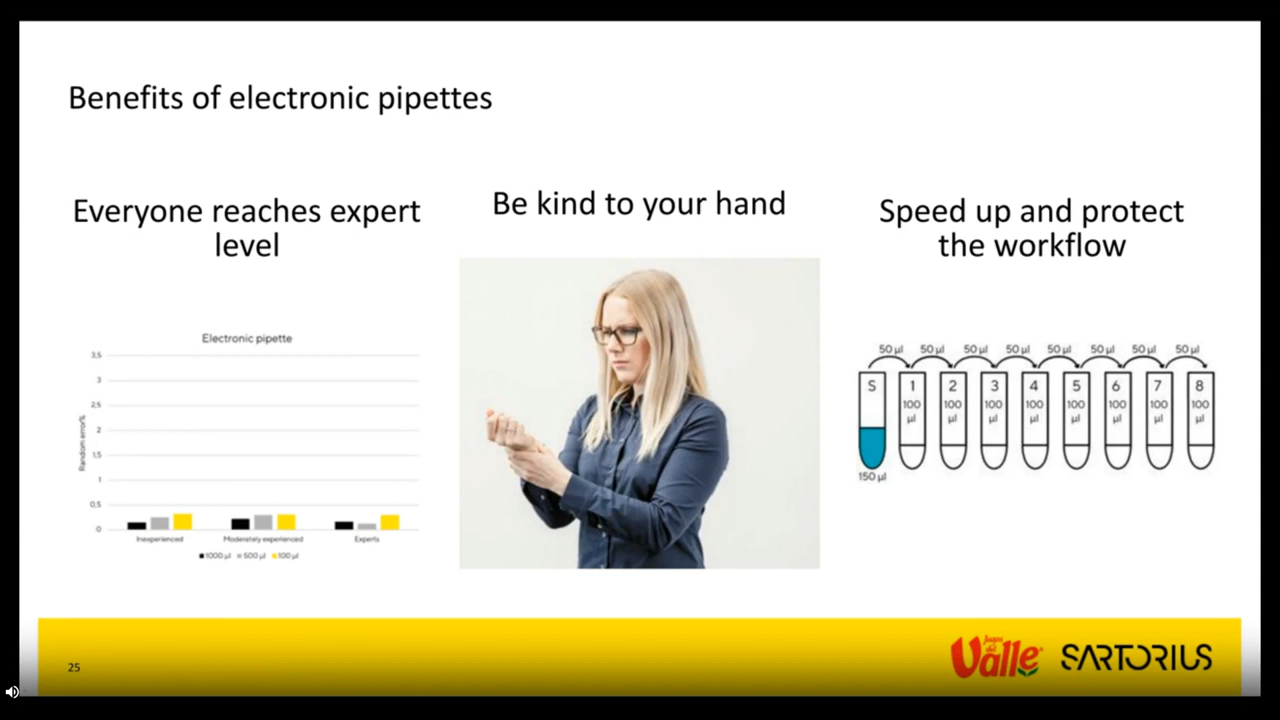 Benefits of electronic pipettes
Everyone reaches expert
level
Be kind to your hand
Speed up and protect
the workflow
Electronic pipette
3,5
3
2,5
2
1,5
1
0,5
0
Random error%
Inexperienced
Moderately experienced
Experts
1000 µl 500 µl 100 µl
50 µl 50 µl 50 µl 50 µl 50 µl 50 µl 50 µl 50 µl
S 1 2 3 4 5 6 7 8
100 100 100 100 100 100 100 100
µl µl µl µl µl µl µl µl
150 µl
25
Jugos
del
Valle
SARTORIUS